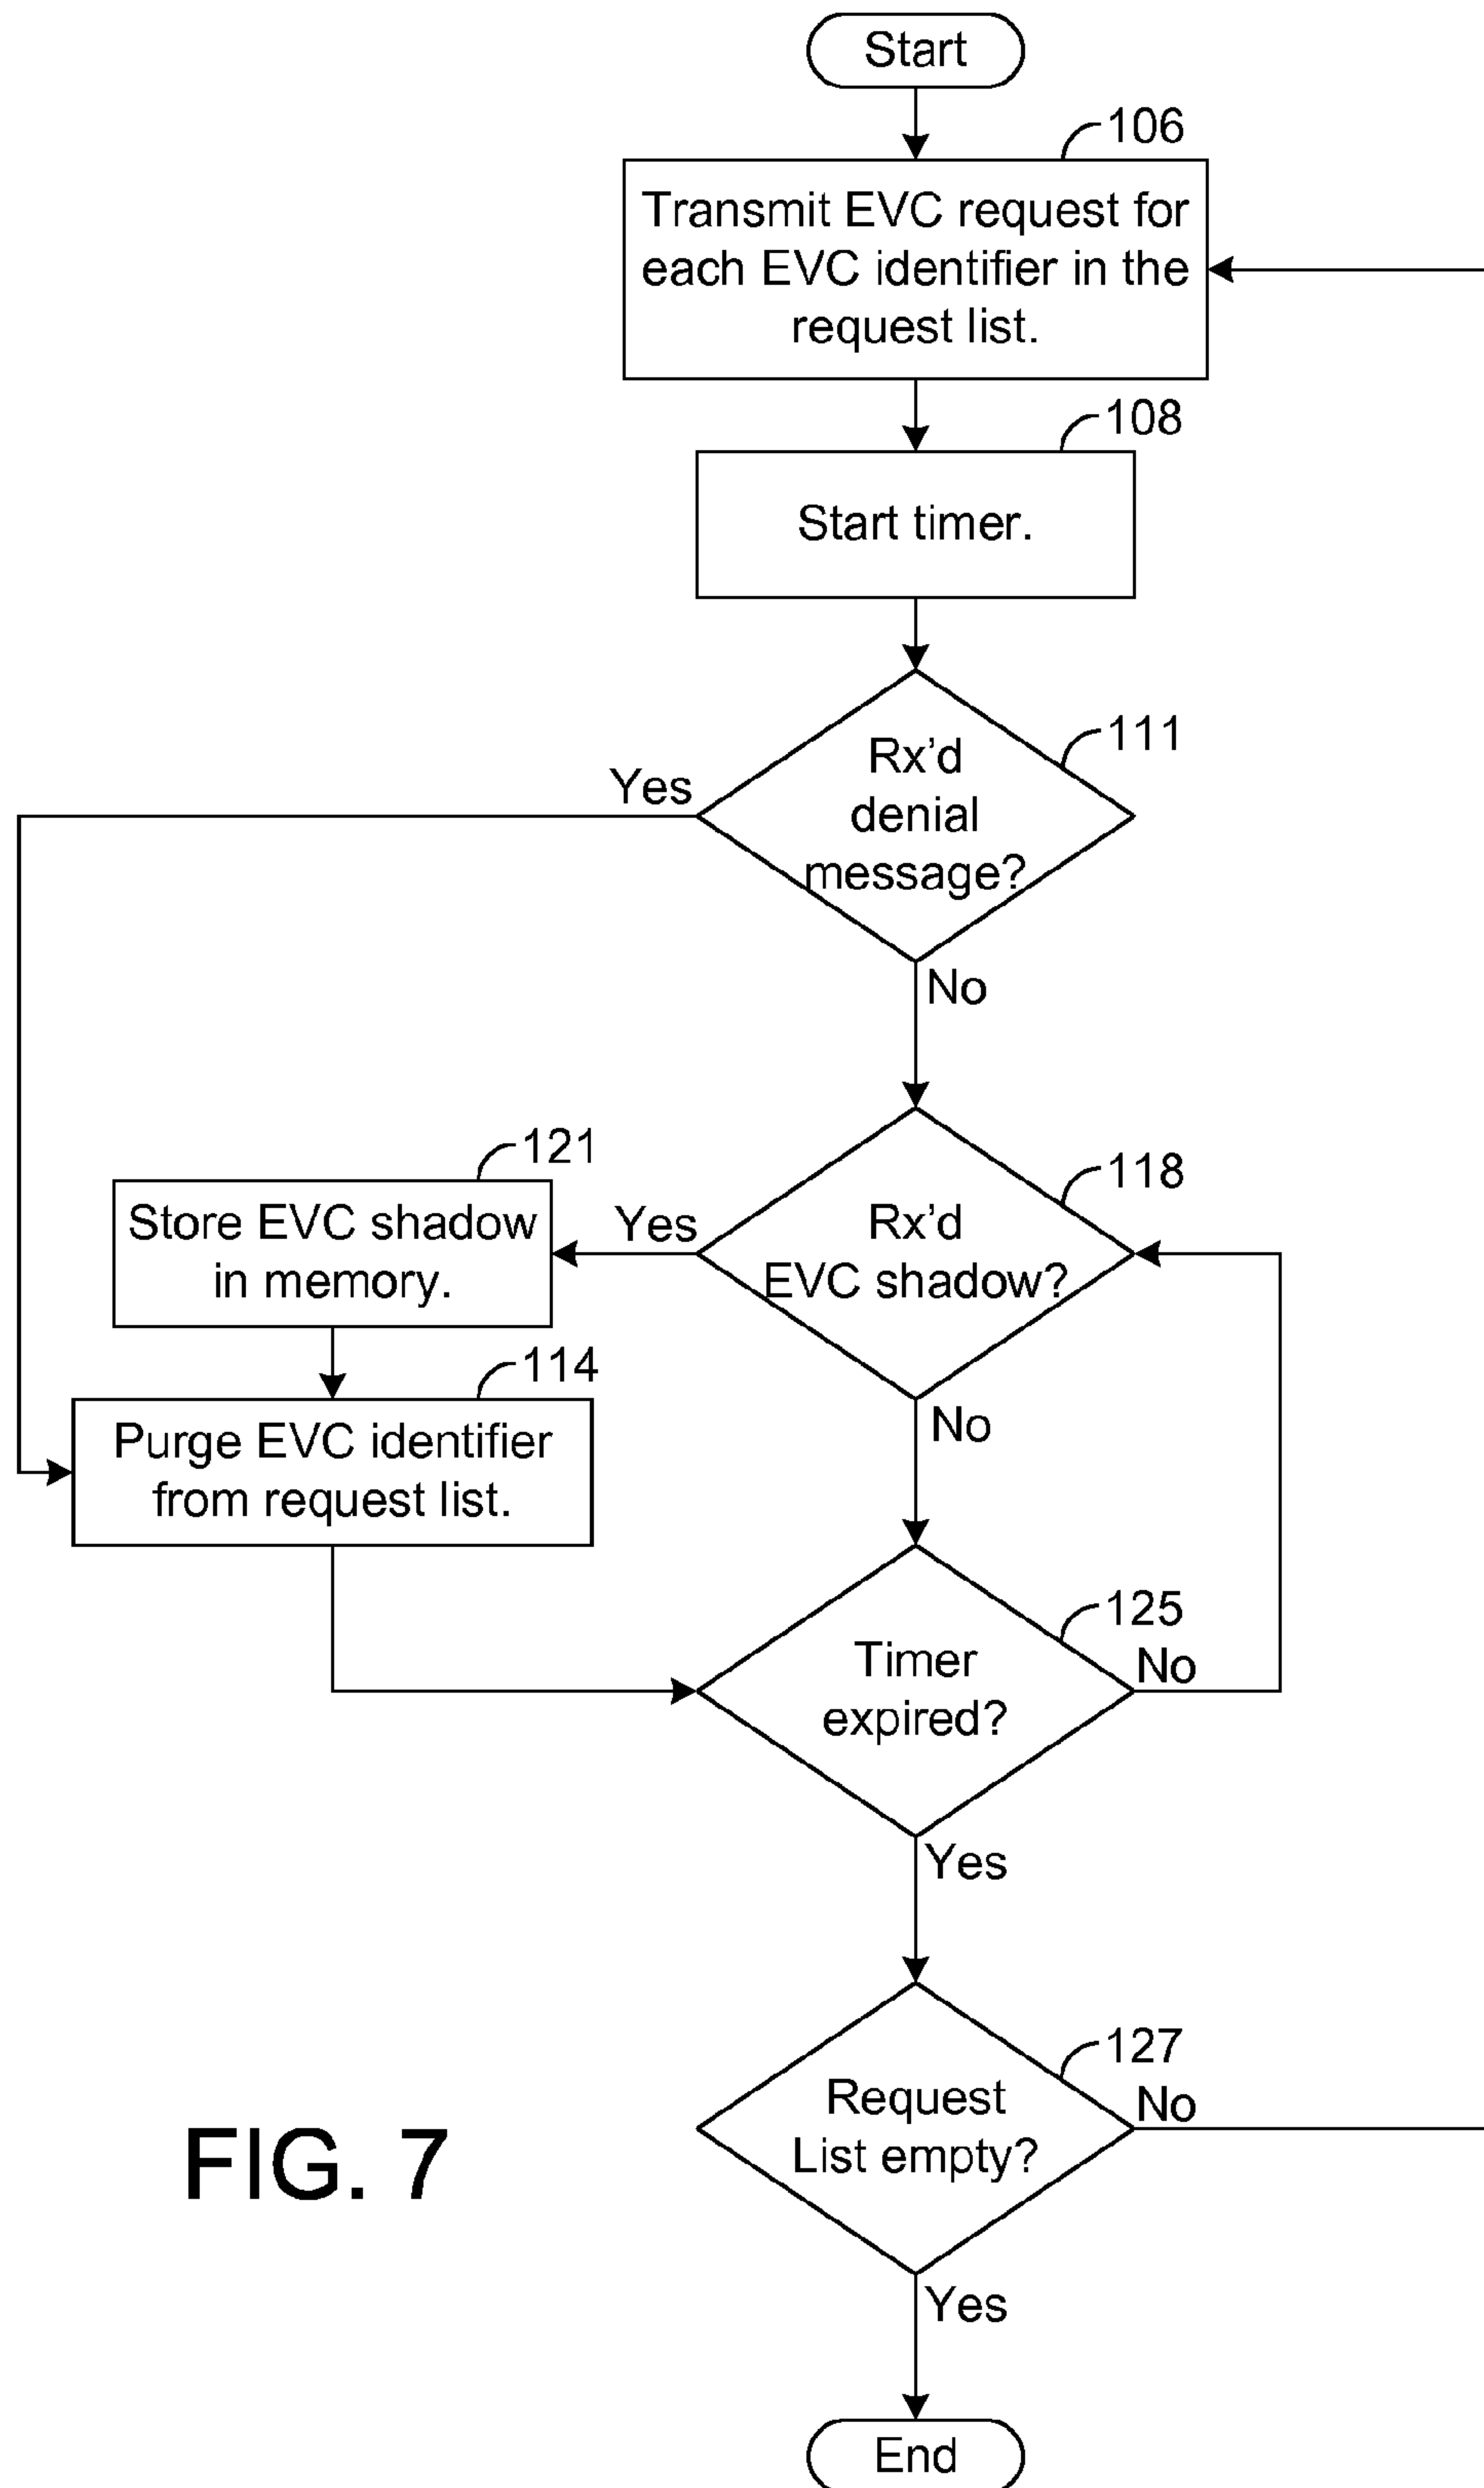 Start
106
Transmit EVC request for
each EVC identifier in the
request list.
108
Start timer.
111
Rx'd
denial
message?
Yes
No
118
Rx'd
EVC shadow?
Yes
121
Store EVC shadow
in memory.
114
Purge EVC identifier
from request list.
No
125
Timer
expired?
No
Yes
127
Request
List empty?
No
Yes
End
FIG. 7